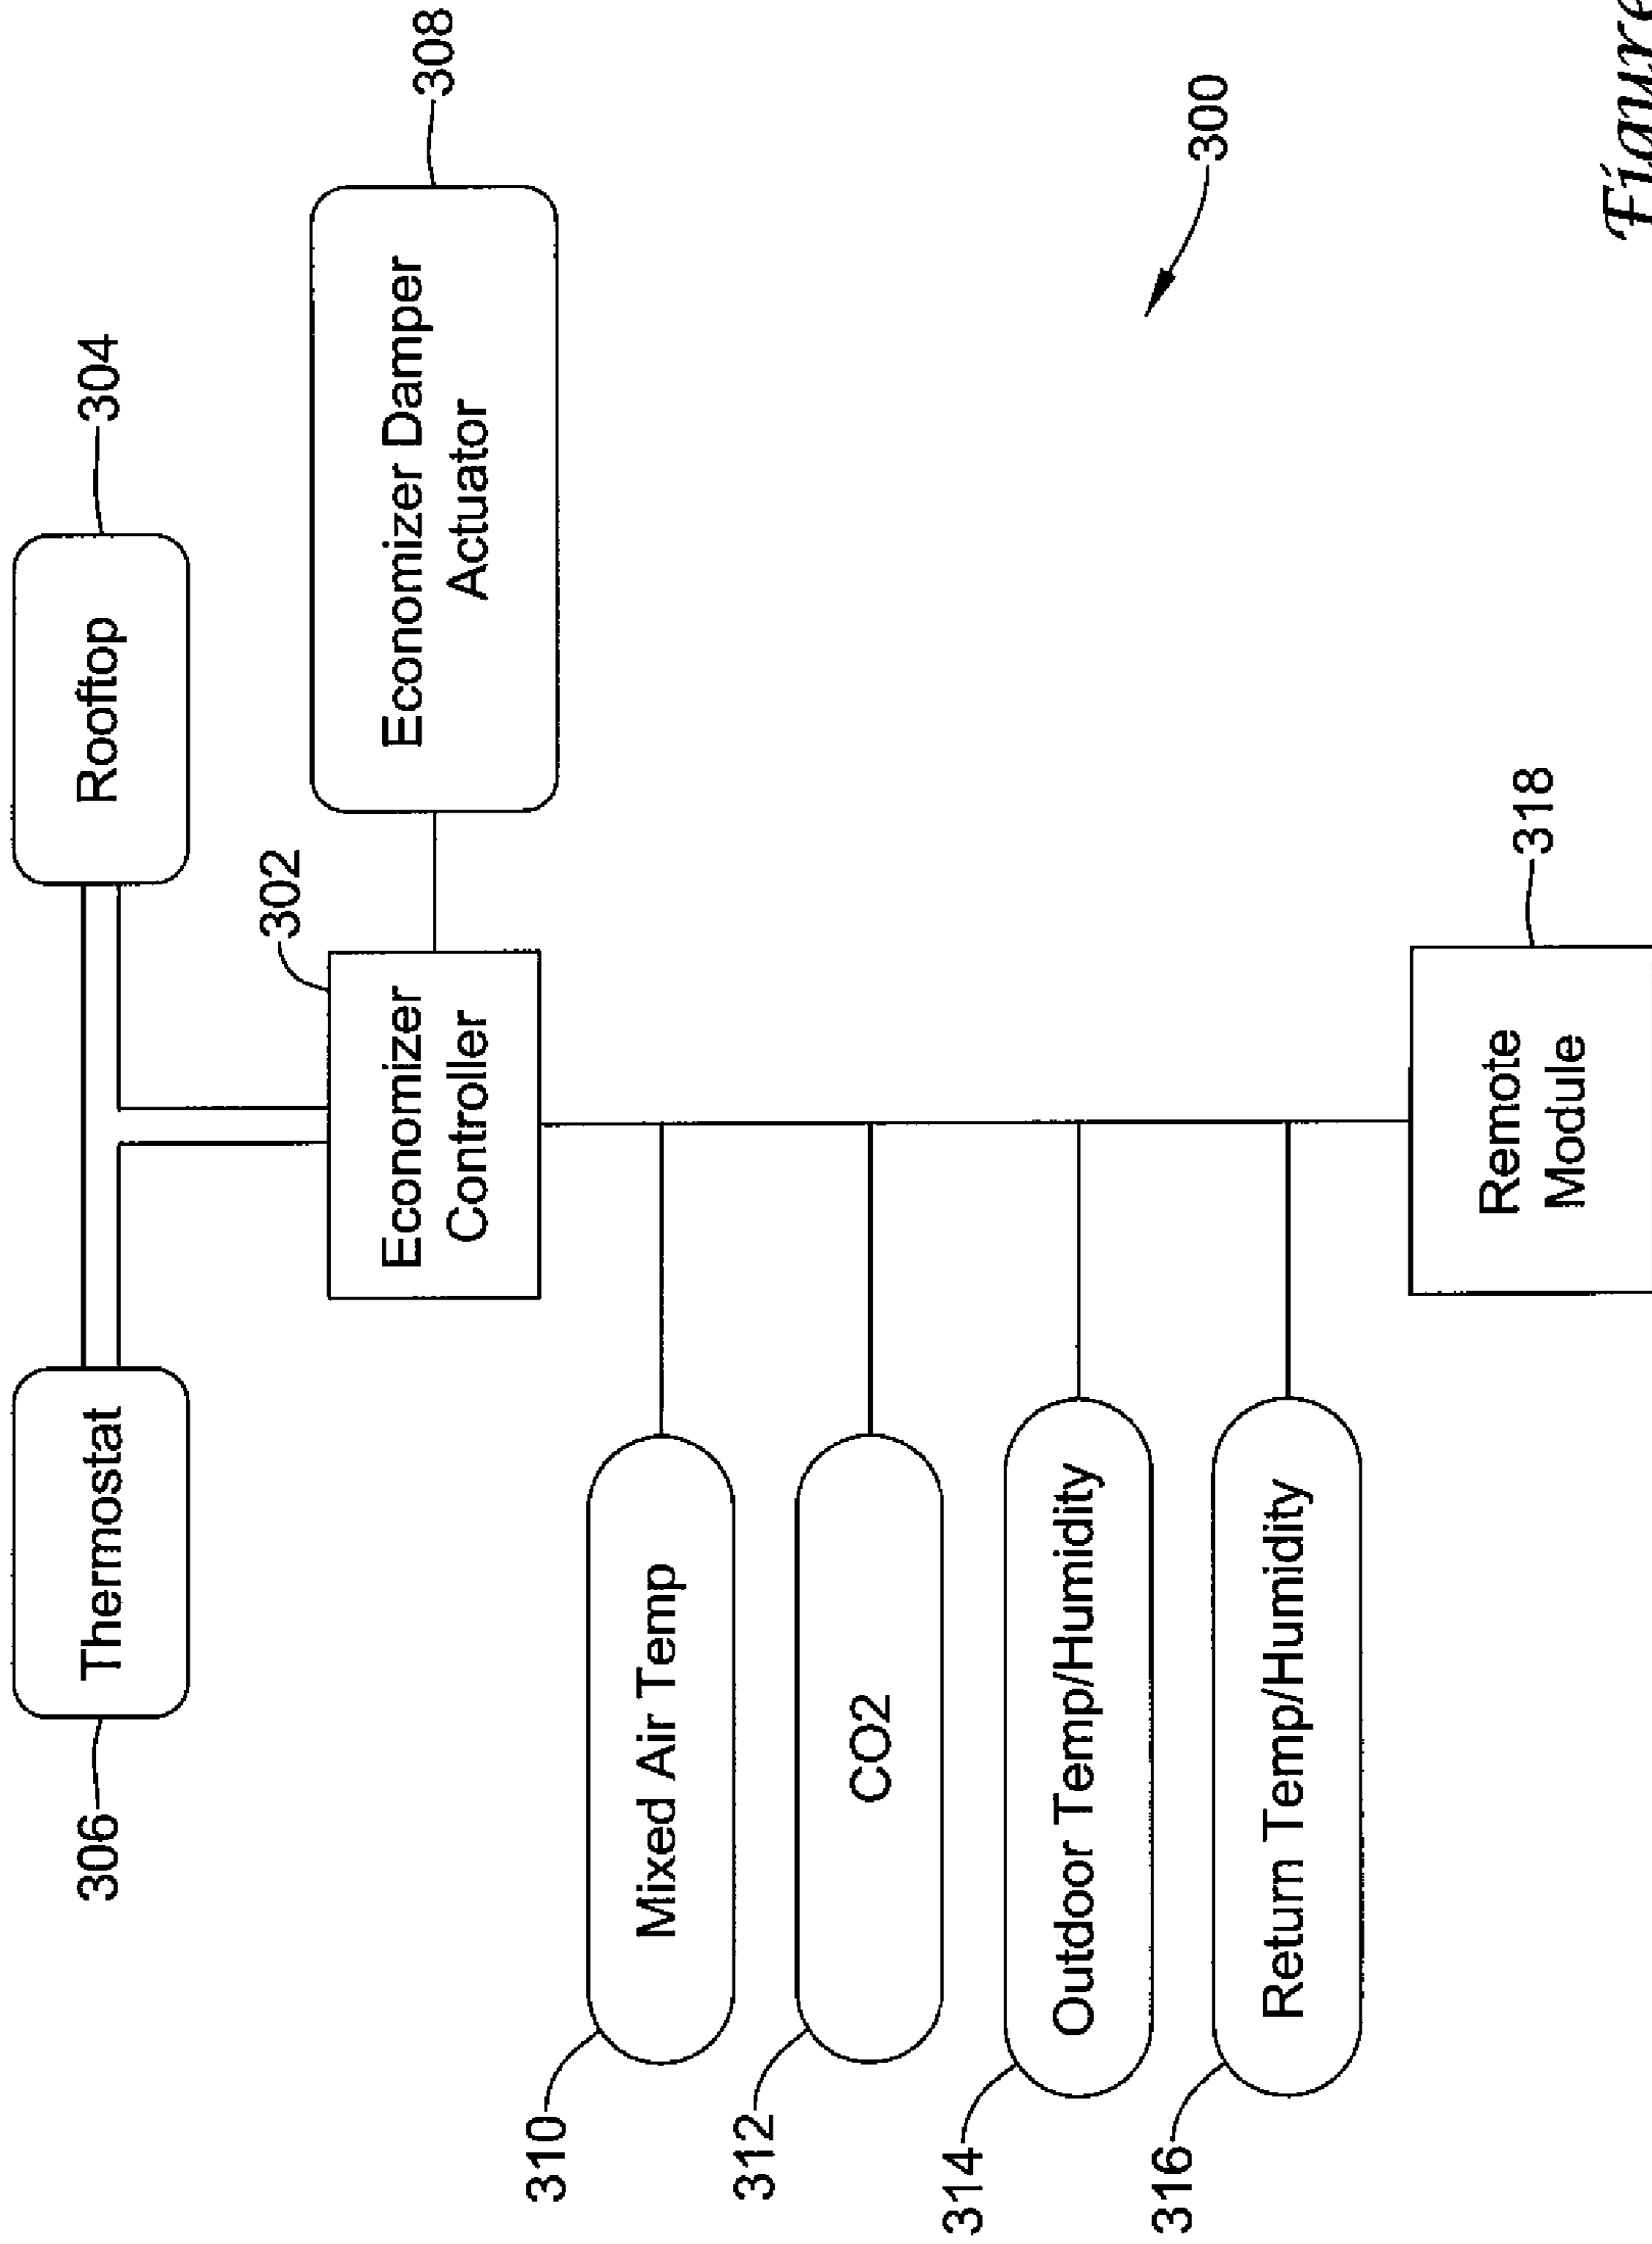 306
Thermostat
Rooftop
304
302
Economizer
Controller
Economizer Damper
Actuator
308
310
Mixed Air Temp
312
CO2
314
Outdoor Temp/Humidity
316
Return Temp/Humidity
300
Remote
Module
318
Figure